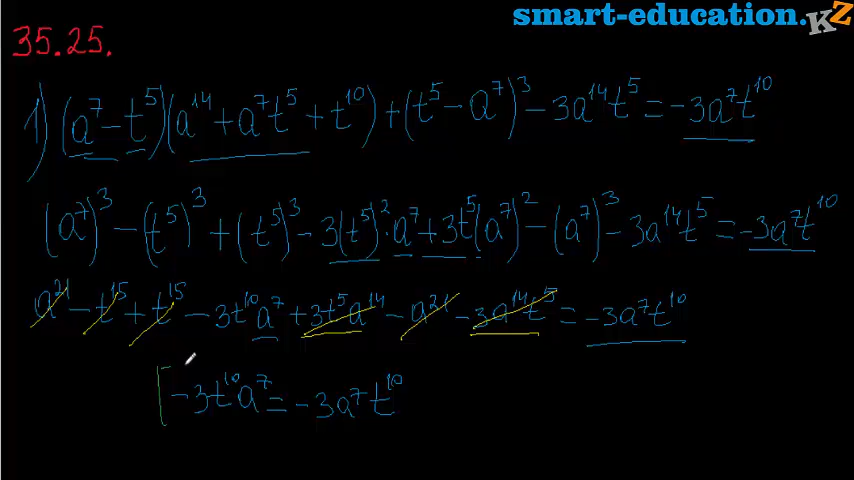 smart-education.KZ
35.25.
1) (a⁷ - t⁵)(a¹⁴ + a⁷t⁵ + t¹⁰) + (t⁵ - a⁷)³ - 3a¹⁴t⁵ = -3a⁷t¹⁰
(a⁷)³ - (t⁵)³ + (t⁵)³ - 3(t⁵)²·a⁷ + 3t⁵(a⁷)² - (a⁷)³ - 3a¹⁴t⁵ = -3a⁷t¹⁰
a²¹ - t¹⁵ + t¹⁵ - 3t¹⁰a⁷ + 3t⁵a¹⁴ - a²¹ - 3a¹⁴t⁵ = -3a⁷t¹⁰
-3t¹⁰a⁷ = -3a⁷t¹⁰